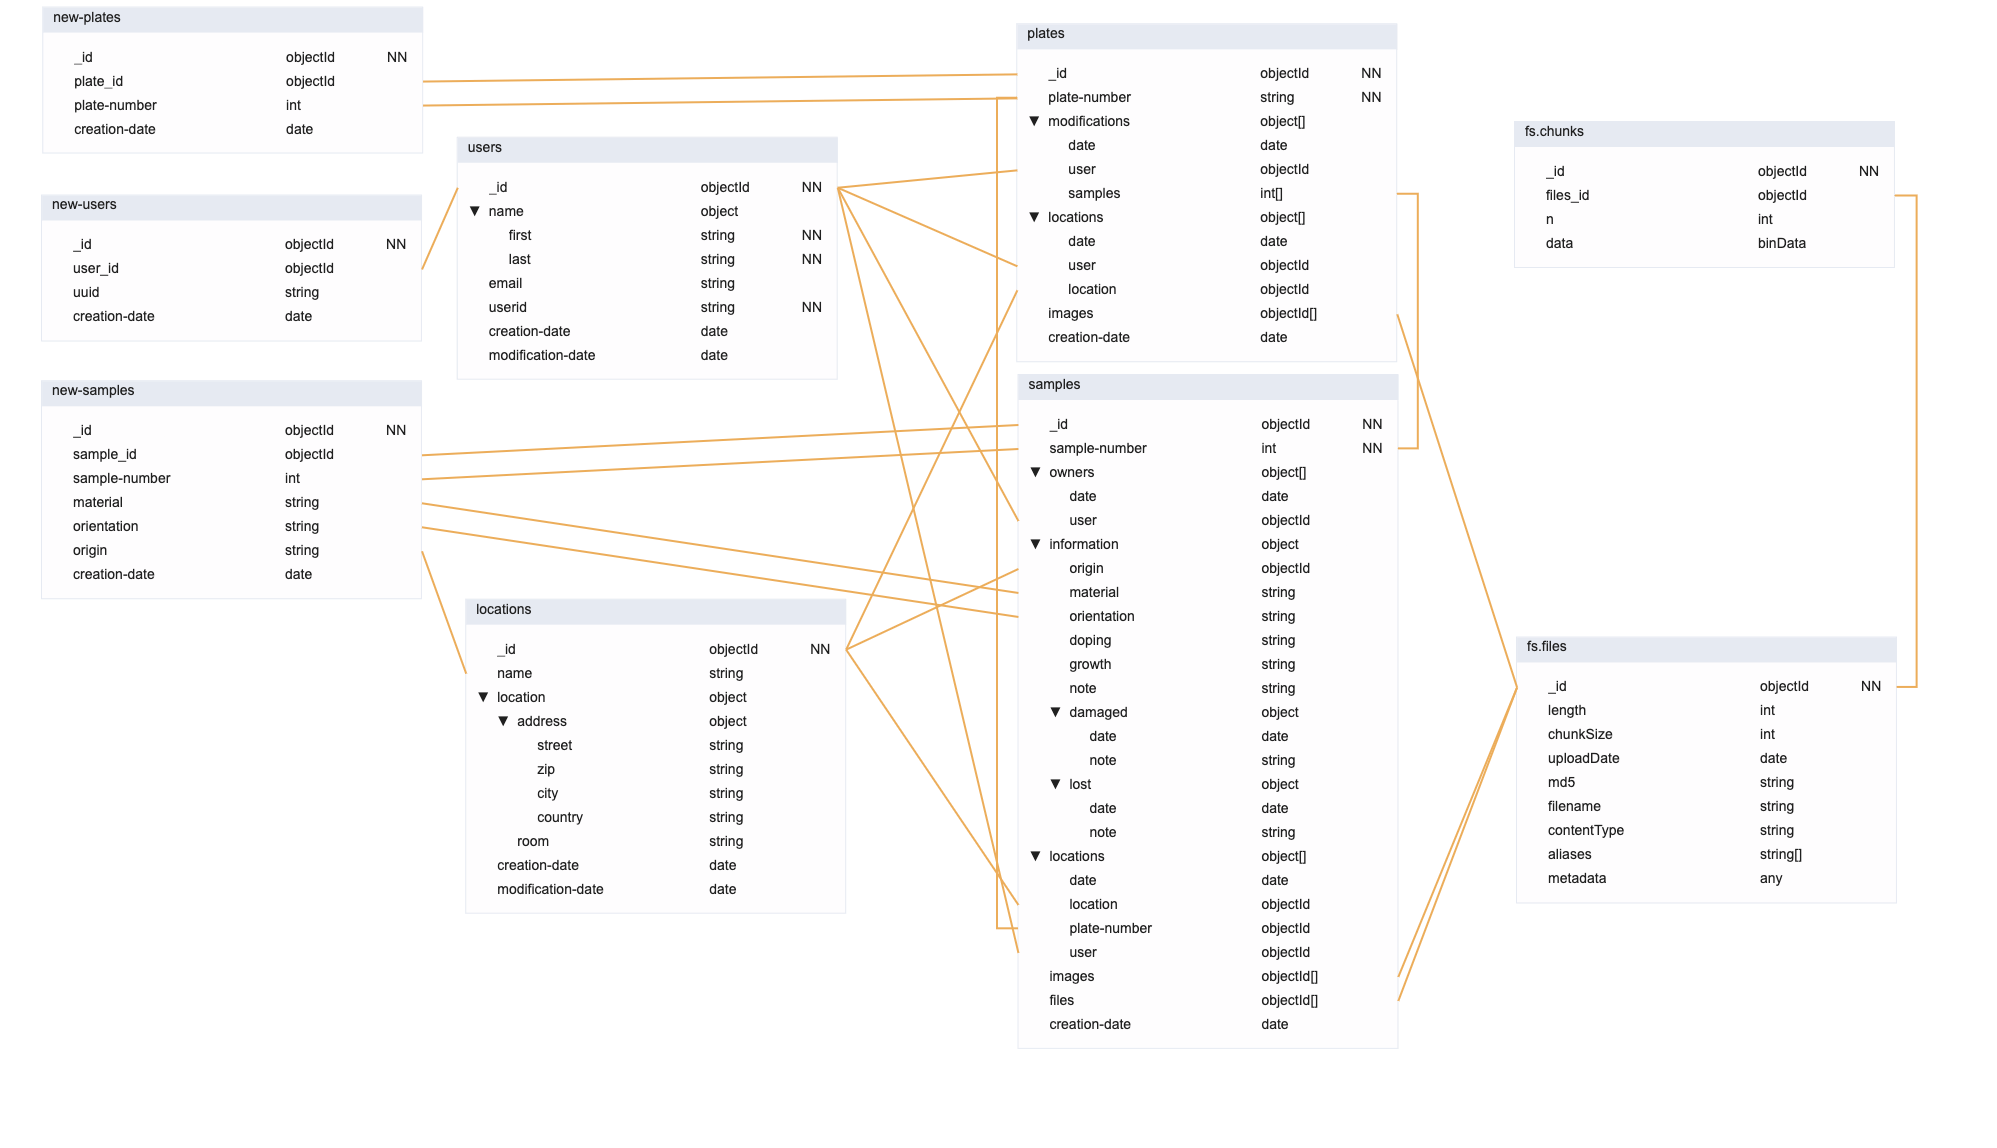 new-plates
_id objectId NN
plate_id objectId
plate-number int
creation-date date
new-users
_id objectId NN
user_id objectId
uuid string
creation-date date
new-samples
_id objectId NN
sample_id objectId
sample-number int
material string
orientation string
origin string
creation-date date
users
_id objectId NN
▼ name object
first string NN
last string NN
email string
userid string NN
creation-date date
modification-date date
locations
_id objectId NN
name string
▼ location object
▼ address object
street string
zip string
city string
country string
room string
creation-date date
modification-date date
plates
_id objectId NN
plate-number string NN
▼ modifications object[]
date date
user objectId
samples int[]
▼ locations object[]
date date
user objectId
location objectId
images objectId[]
creation-date date
samples
_id objectId NN
sample-number int NN
▼ owners object[]
date date
user objectId
▼ information object
origin objectId
material string
orientation string
doping string
growth string
note string
▼ damaged object
date date
note string
▼ lost object
date date
note string
▼ locations object[]
date date
location objectId
plate-number objectId
user objectId
images objectId[]
files objectId[]
creation-date date
fs.chunks
_id objectId NN
files_id objectId
n int
data binData
fs.files
_id objectId NN
length int
chunkSize int
uploadDate date
md5 string
filename string
contentType string
aliases string[]
metadata any